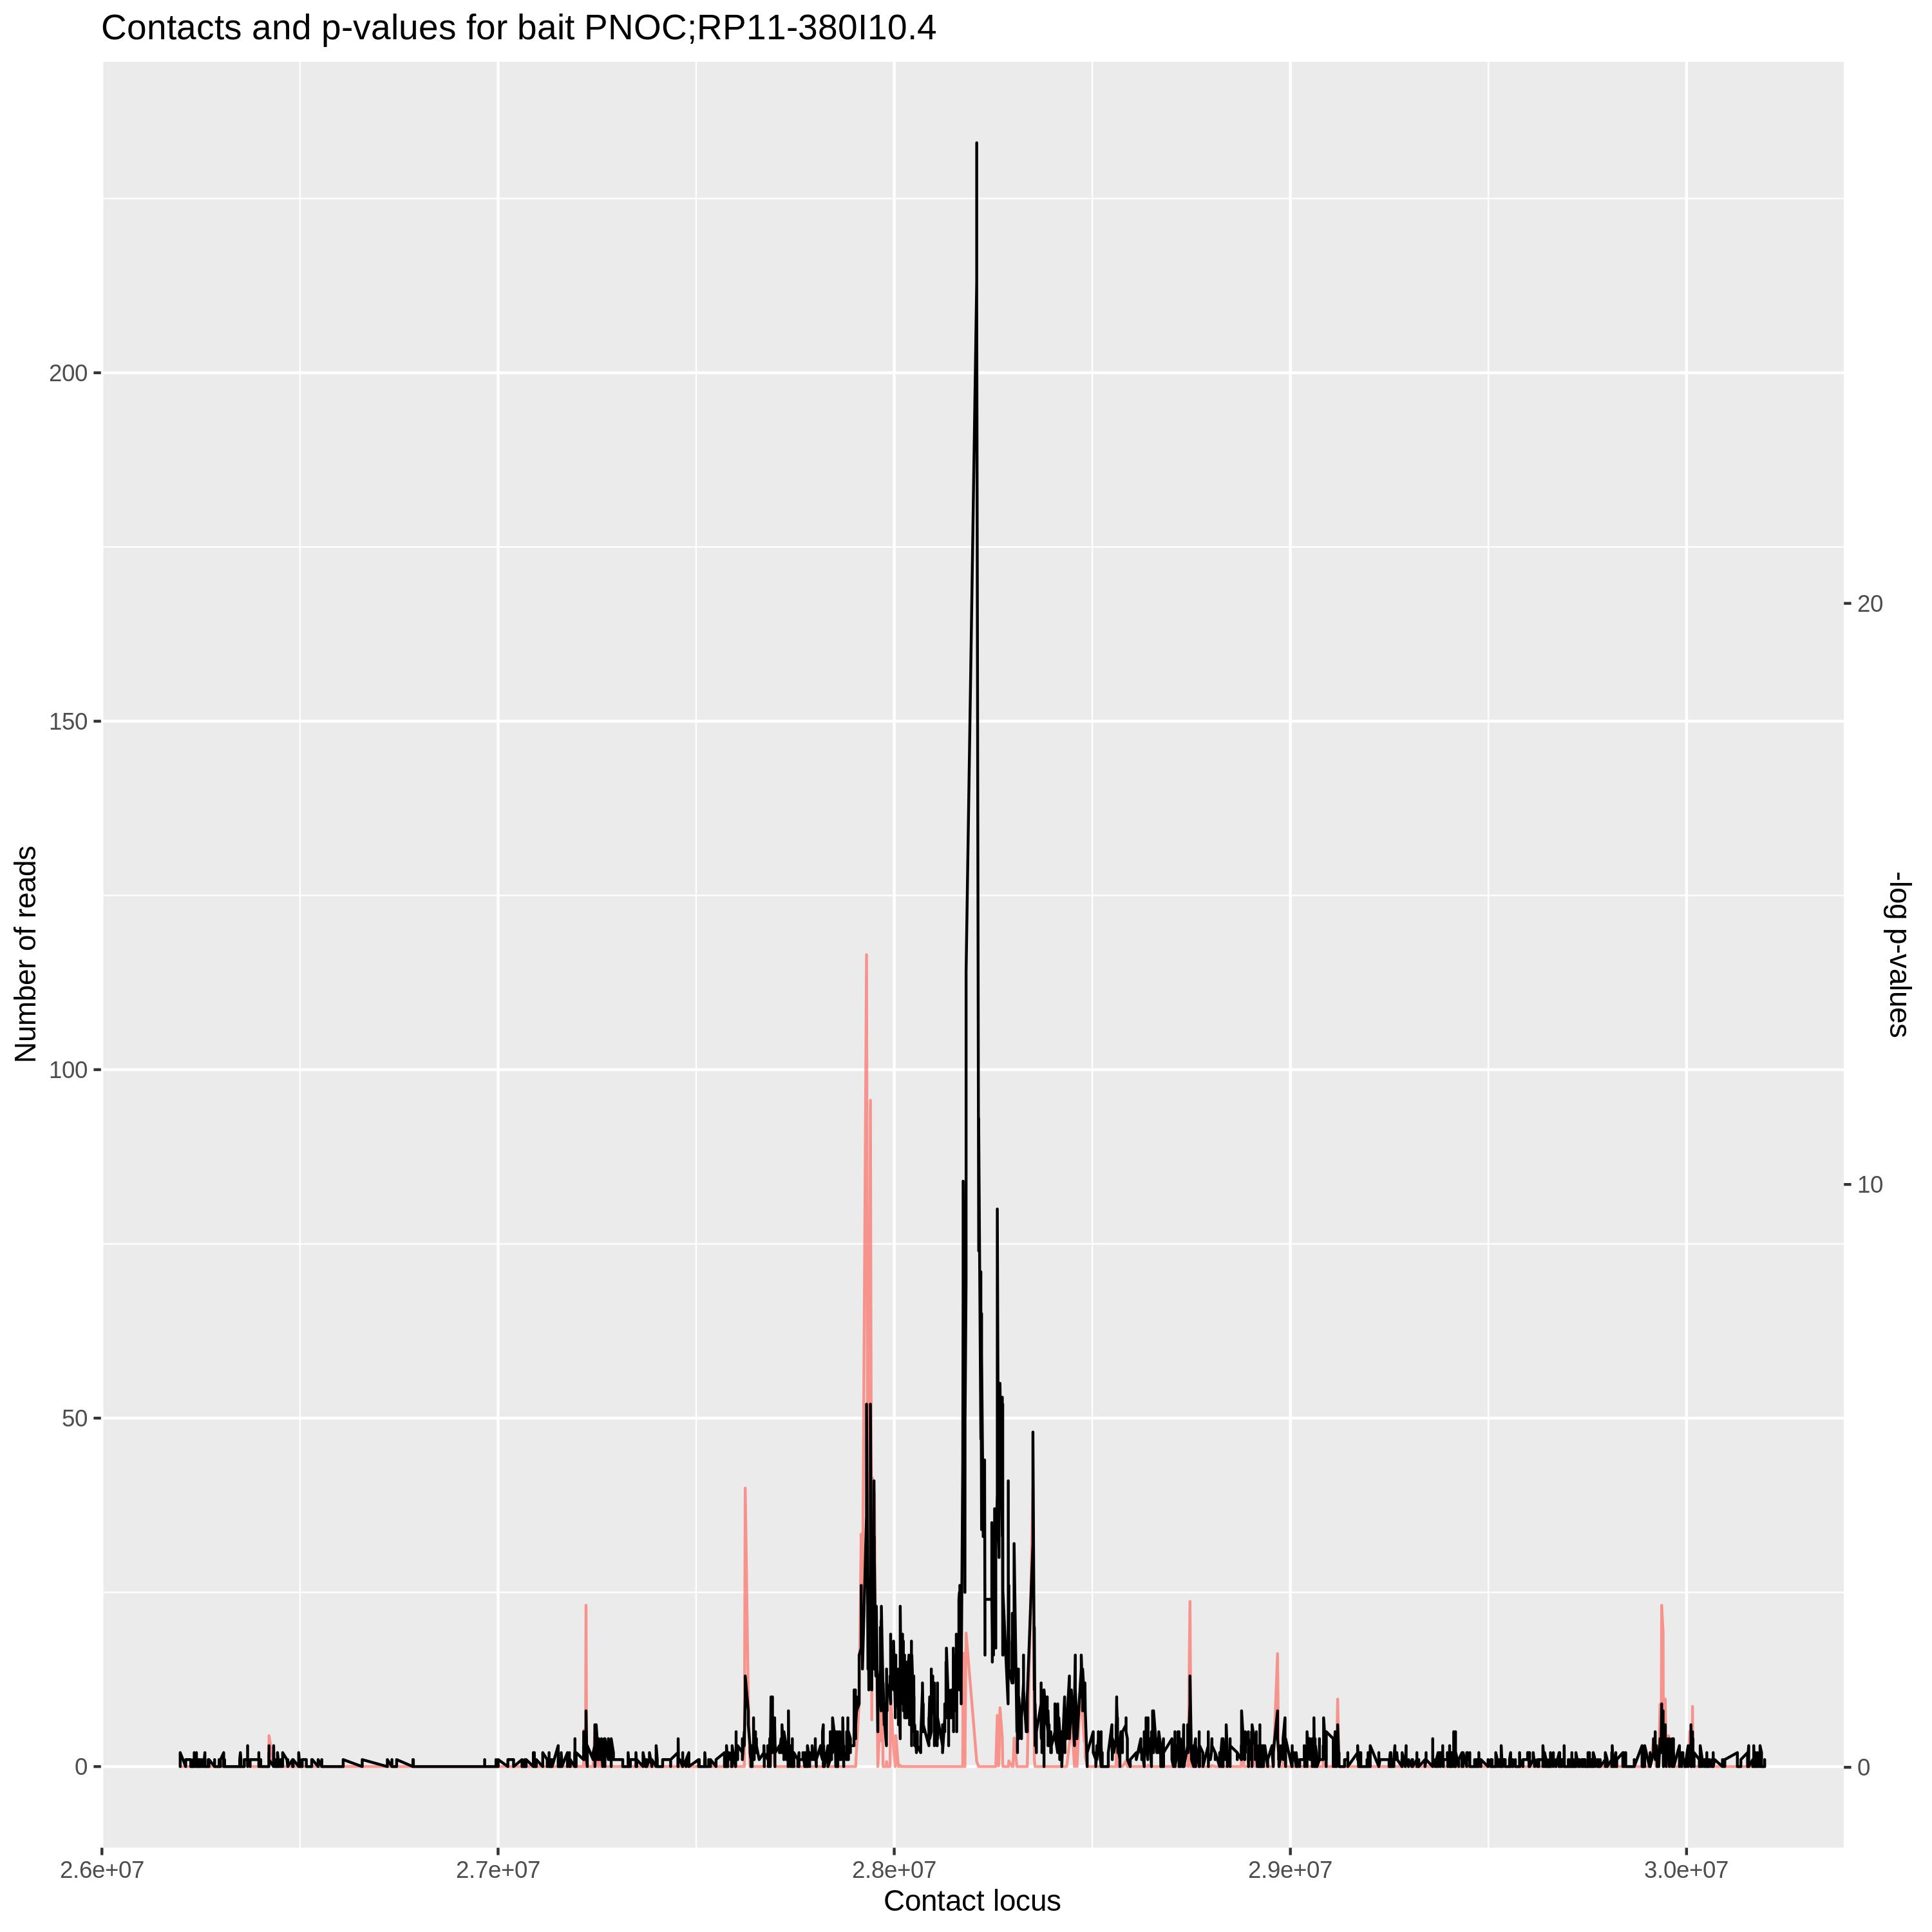 Contacts and p-values for bait PNOC;RP11-380I10.4
200
150
100
50
0
Number of reads
20
10
0
-log p-values
2.6e+07
2.7e+07
2.8e+07
2.9e+07
3.0e+07
Contact locus